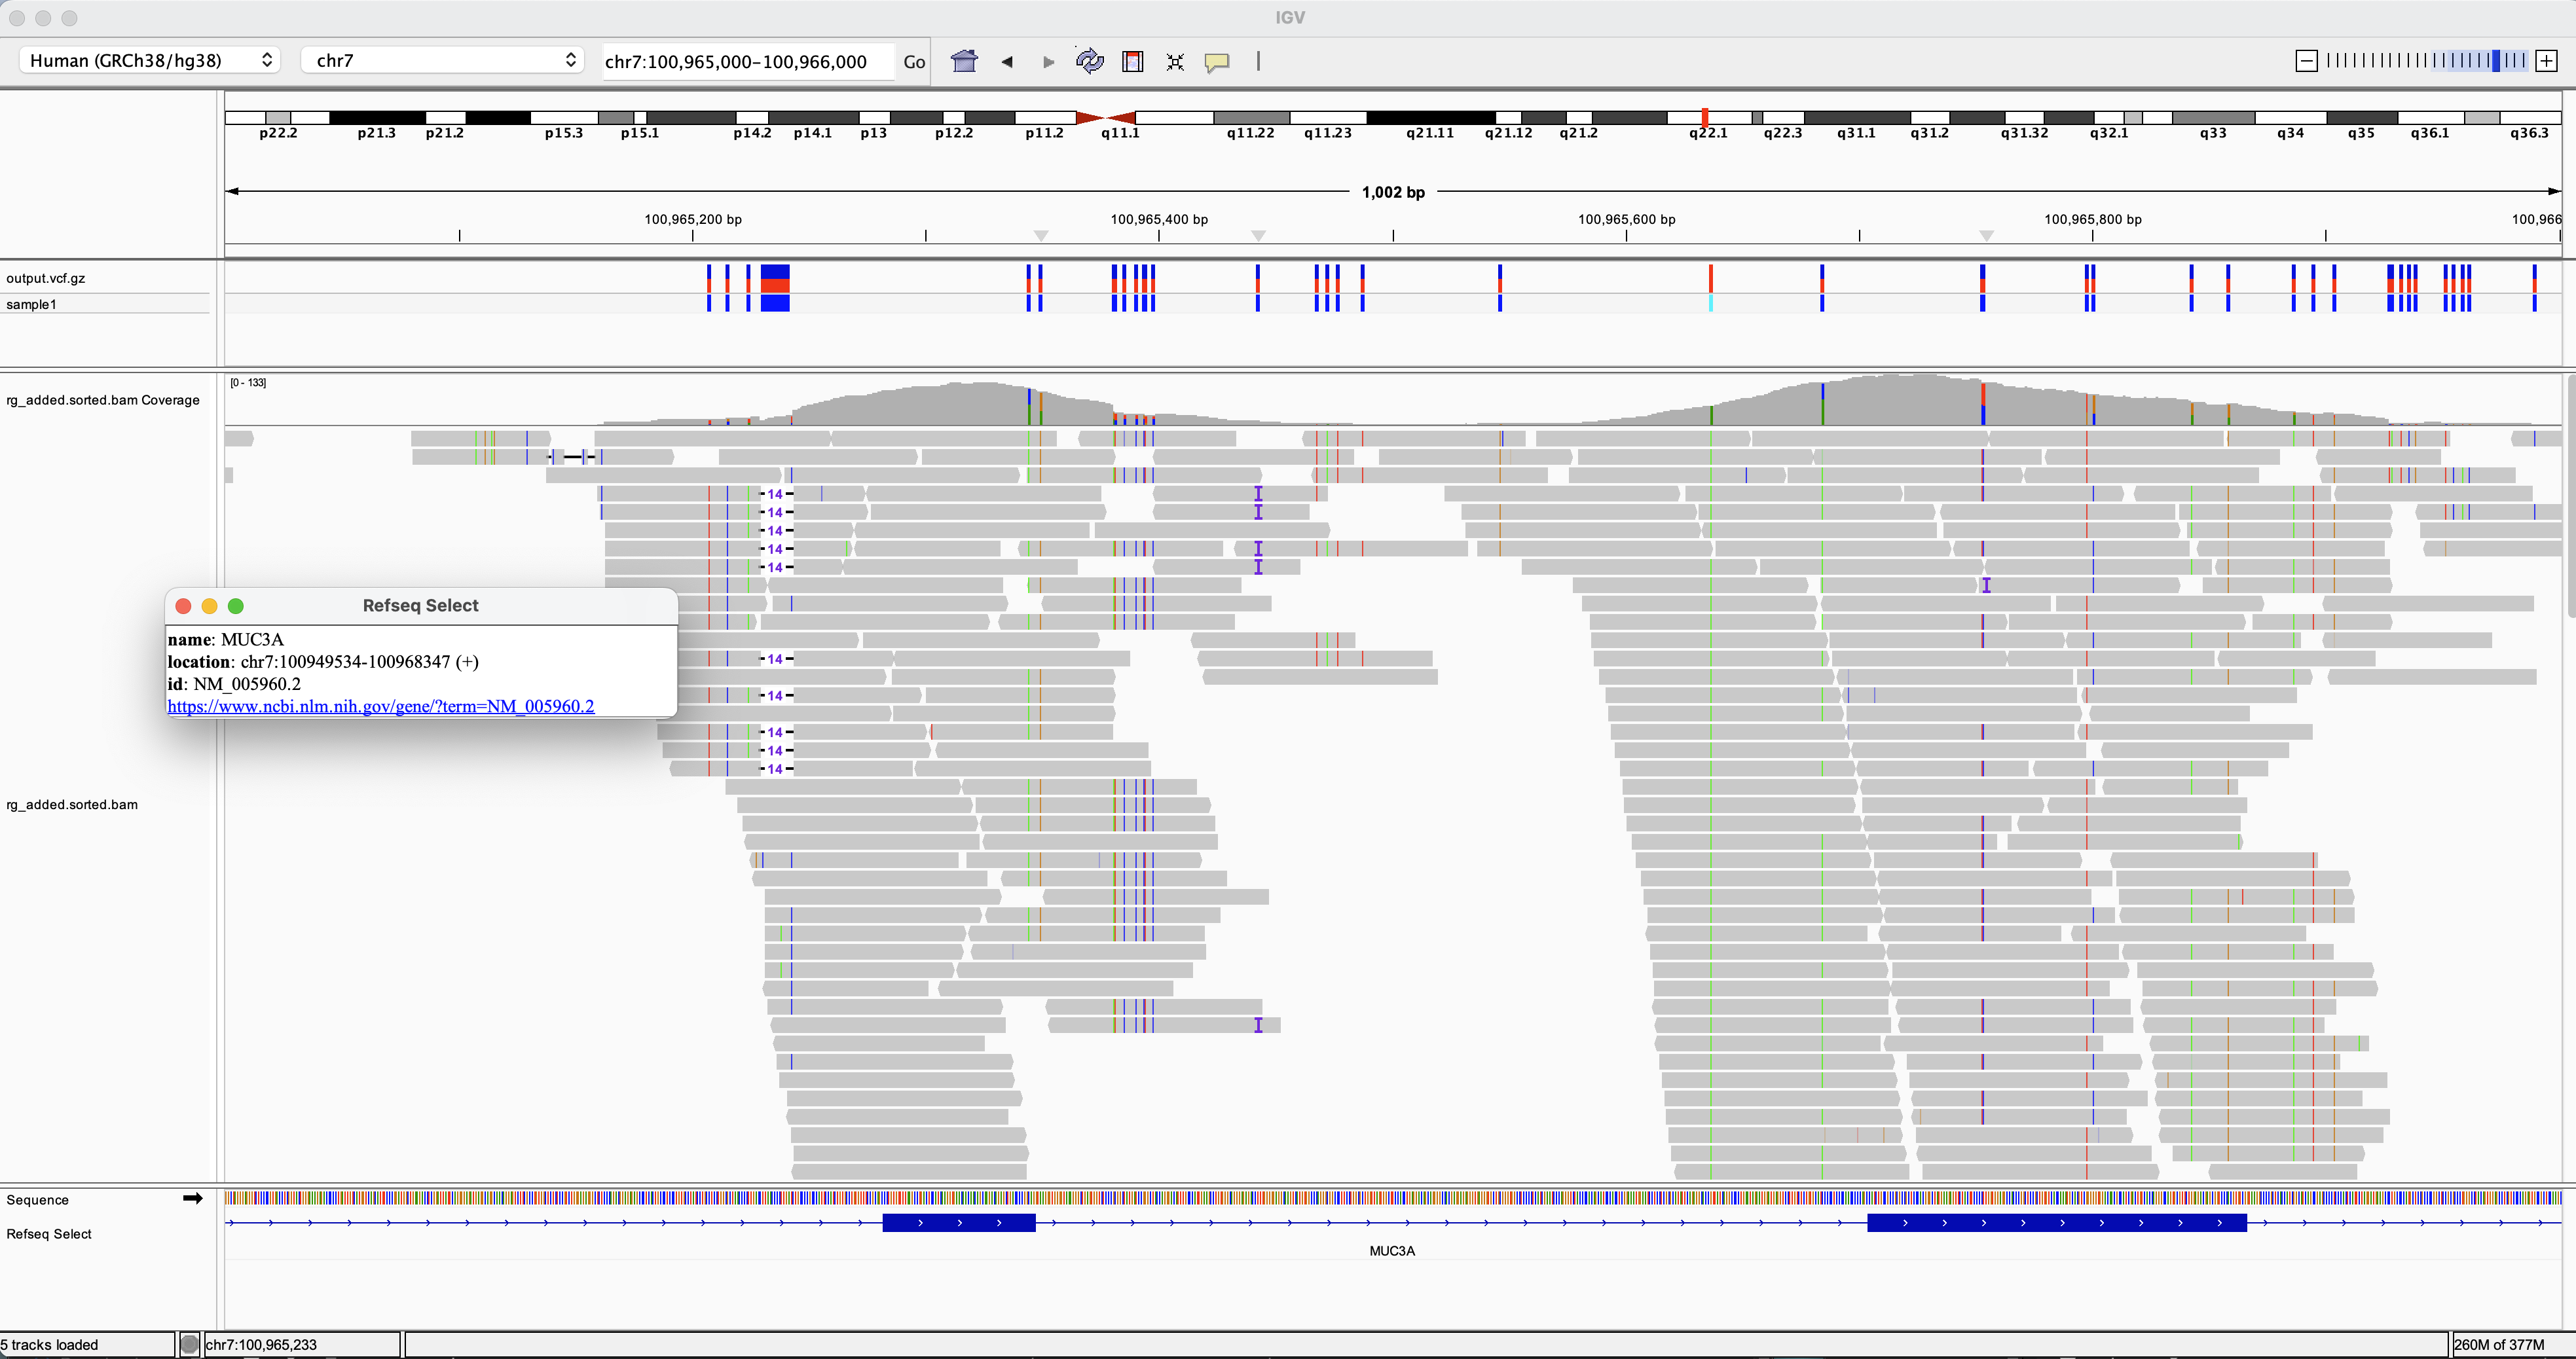 IGV
Human (GRCh38/hg38) chr7 chr7:100,965,000-100,966,000 Go
p22.2 p21.3 p21.2 p15.3 p15.1 p14.2 p14.1 p13 p12.2 p11.2 q11.1 q11.22 q11.23 q21.11 q21.12 q21.2 q22.1 q22.3 q31.1 q31.2 q31.32 q32.1 q33 q34 q35 q36.1 q36.3
1,002 bp
100,965,200 bp 100,965,400 bp 100,965,600 bp 100,965,800 bp 100,966
output.vcf.gz
sample1
[0 - 133]
rg_added.sorted.bam Coverage
14
14
14
14
14
Refseq Select
name: MUC3A
location: chr7:100949534-100968347 (+)
id: NM_005960.2
https://www.ncbi.nlm.nih.gov/gene/?term=NM_005960.2
14
14
14
14
14
rg_added.sorted.bam
Sequence
Refseq Select
MUC3A
5 tracks loaded chr7:100,965,233 260M of 377M